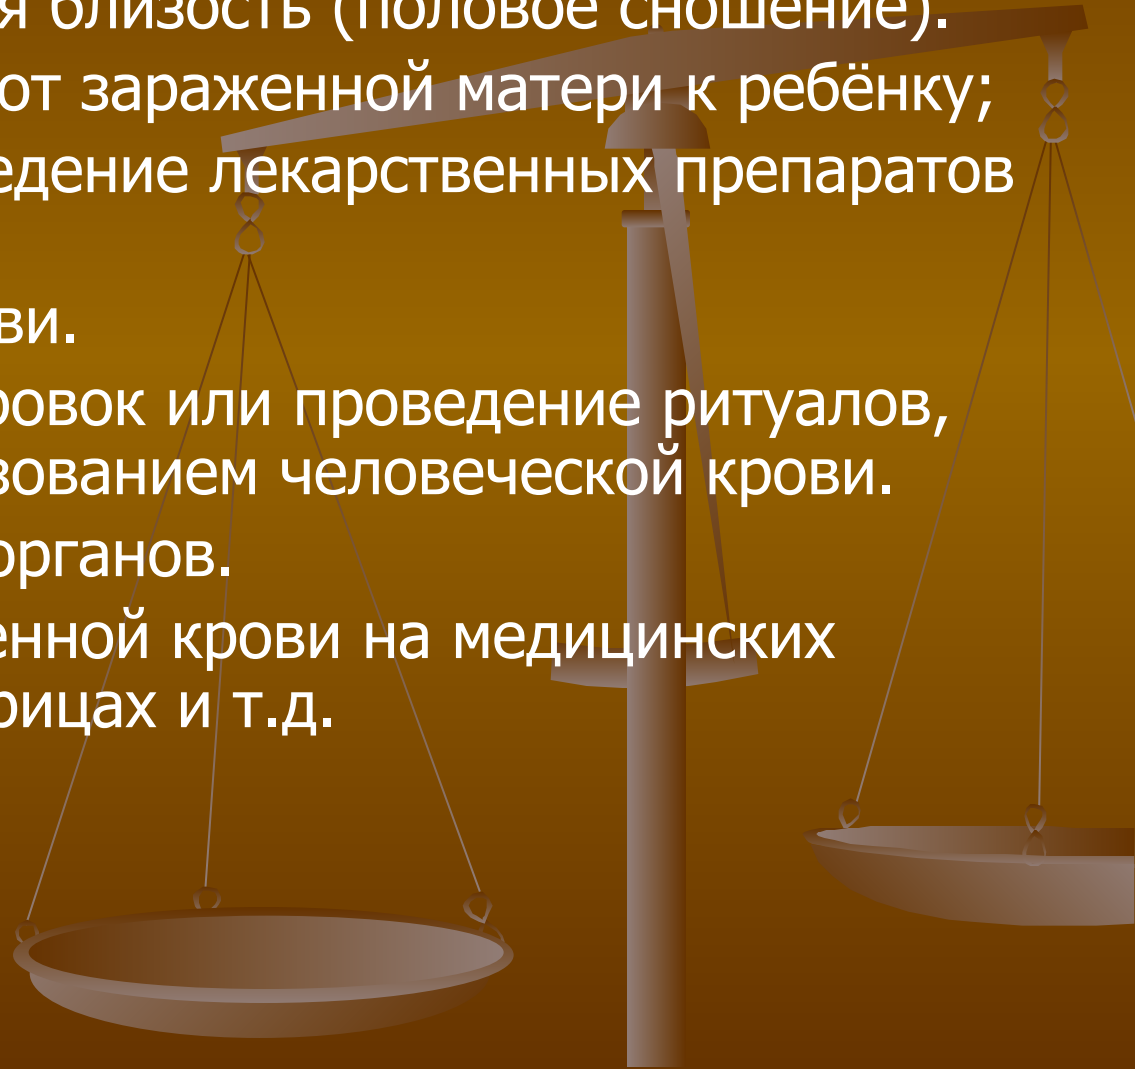 я близость (половое сношение).
от зараженной матери к ребёнку;
едение лекарственных препаратов
ви.
ровок или проведение ритуалов,
зованием человеческой крови.
органов.
енной крови на медицинских
рицах и т.д.